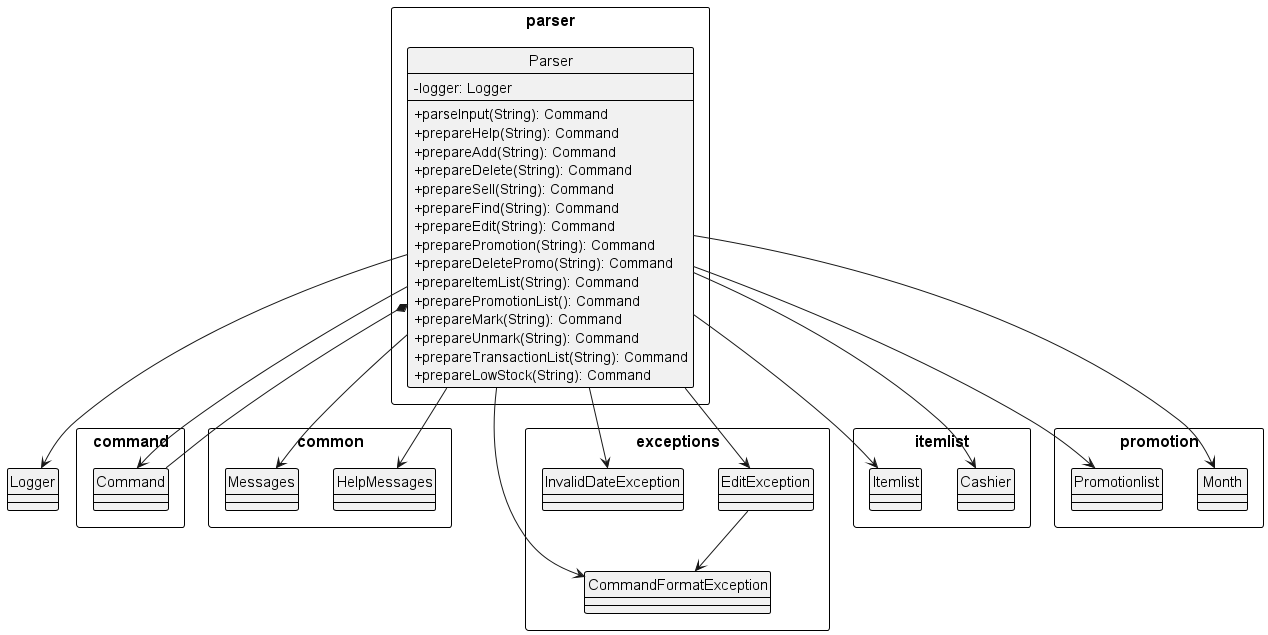 parser
Parser
-logger: Logger
+parseInput(String): Command
+prepareHelp(String): Command
+prepareAdd(String): Command
+prepareDelete(String): Command
+prepareSell(String): Command
+prepareFind(String): Command
+prepareEdit(String): Command
+preparePromotion(String): Command
+prepareDeletePromo(String): Command
+prepareItemList(String): Command
+preparePromotionList(): Command
+prepareMark(String): Command
+prepareUnmark(String): Command
+prepareTransactionList(String): Command
+prepareLowStock(String): Command
command
common
exceptions
itemlist
promotion
Logger
Command
Messages
HelpMessages
InvalidDateException
EditException
Itemlist
Cashier
Promotionlist
Month
CommandFormatException